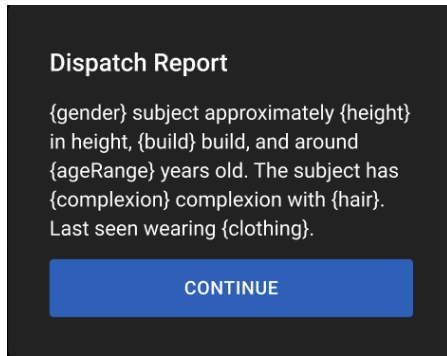 Dispatch Report
{gender} subject approximately {height}
in height, {build} build, and around
{ageRange} years old. The subject has
{complexion} complexion with {hair}.
Last seen wearing {clothing}.
CONTINUE